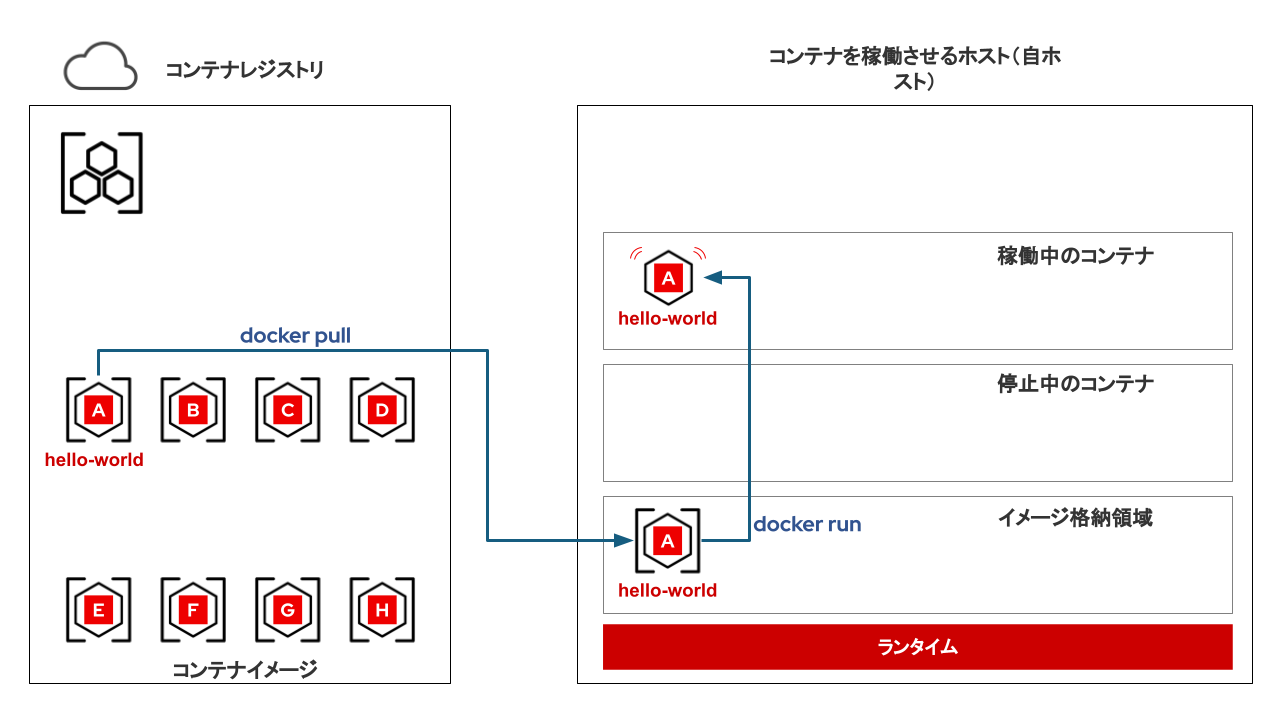 コンテナレジストリ
コンテナを稼働させるホスト（自ホ
スト）
docker pull
A
B
C
D
hello-world
E
F
G
H
コンテナイメージ
稼働中のコンテナ
A
hello-world
停止中のコンテナ
イメージ格納領域
docker run
A
hello-world
ランタイム